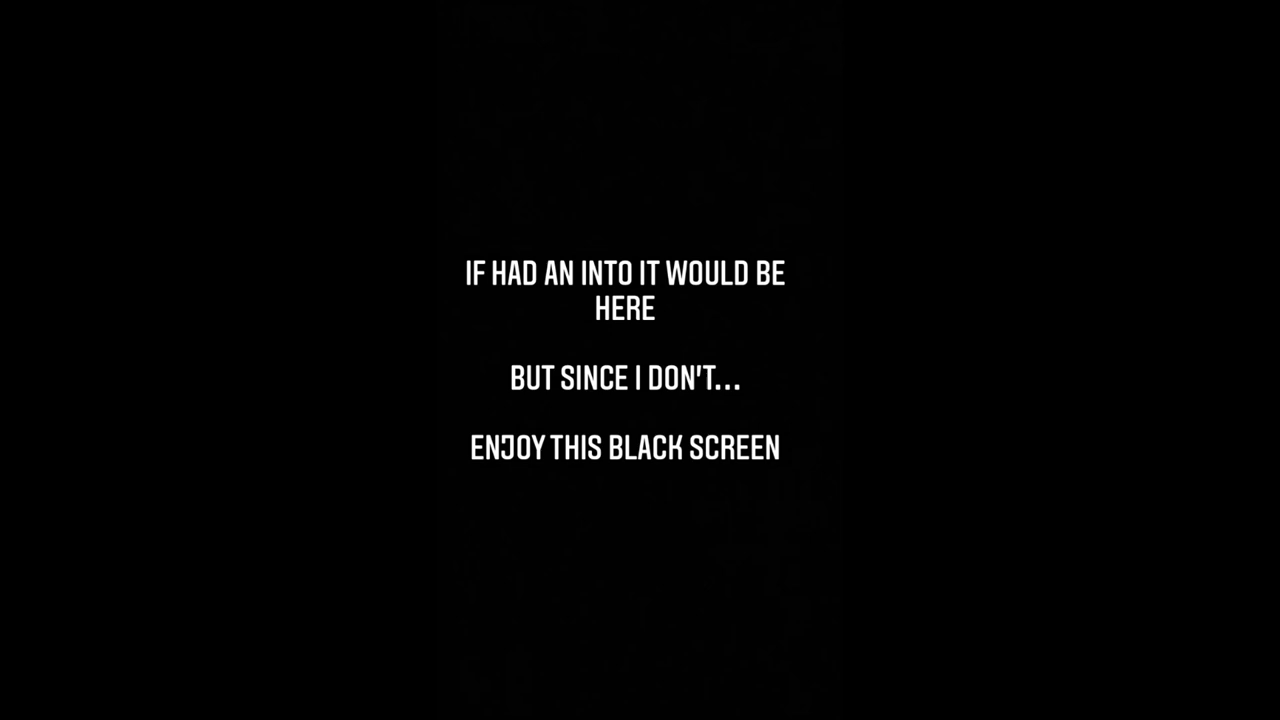 IF HAD AN INTO IT WOULD BE
HERE
BUT SINCE I DON'T...
ENJOY THIS BLACK SCREEN